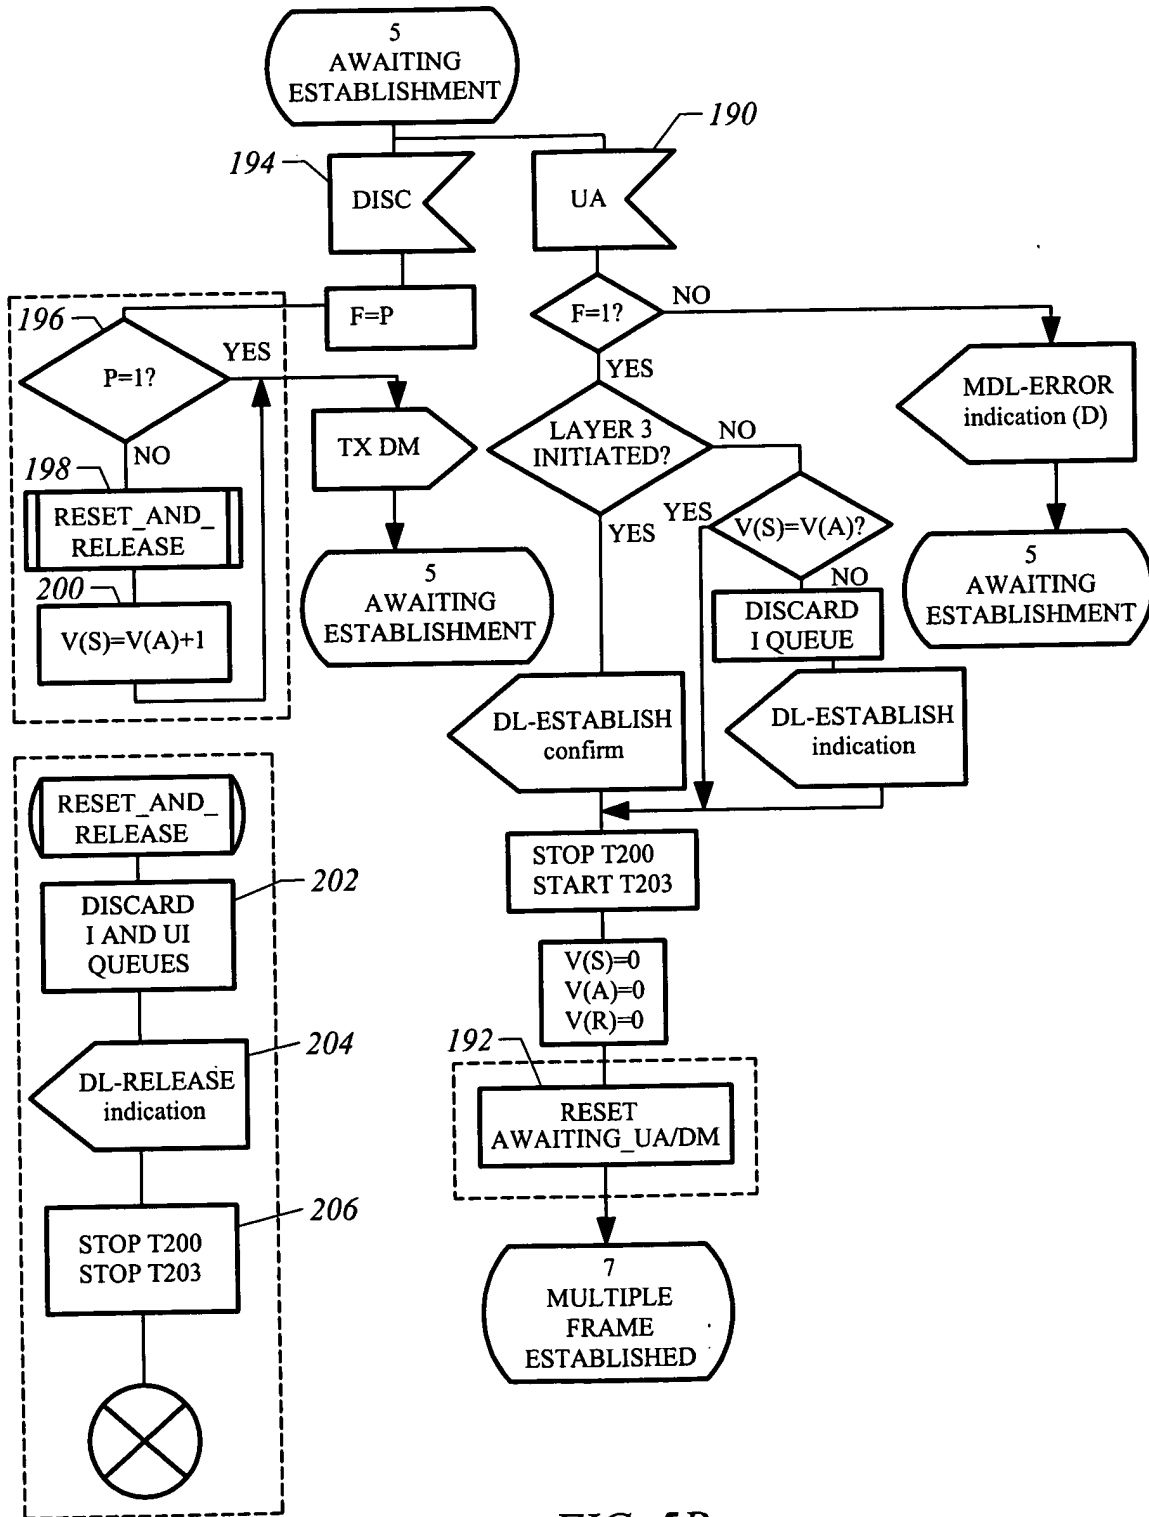 5
AWAITING
ESTABLISHMENT
190
194
DISC
UA
F=P
F=1?
NO
196
YES
P=1?
YES
MDL-ERROR
indication (D)
TX DM
LAYER 3
INITIATED?
NO
NO
198
RESET_AND_
RELEASE
YES
YES
V(S)=V(A)?
5
AWAITING
ESTABLISHMENT
5
AWAITING
ESTABLISHMENT
NO
200
V(S)=V(A)+1
DISCARD
I QUEUE
DL-ESTABLISH
confirm
DL-ESTABLISH
indication
RESET_AND_
RELEASE
STOP T200
START T203
202
DISCARD
I AND UI
QUEUES
V(S)=0
V(A)=0
V(R)=0
192
204
DL-RELEASE
indication
RESET
AWAITING_UA/DM
206
STOP T200
STOP T203
7
MULTIPLE
FRAME
ESTABLISHED